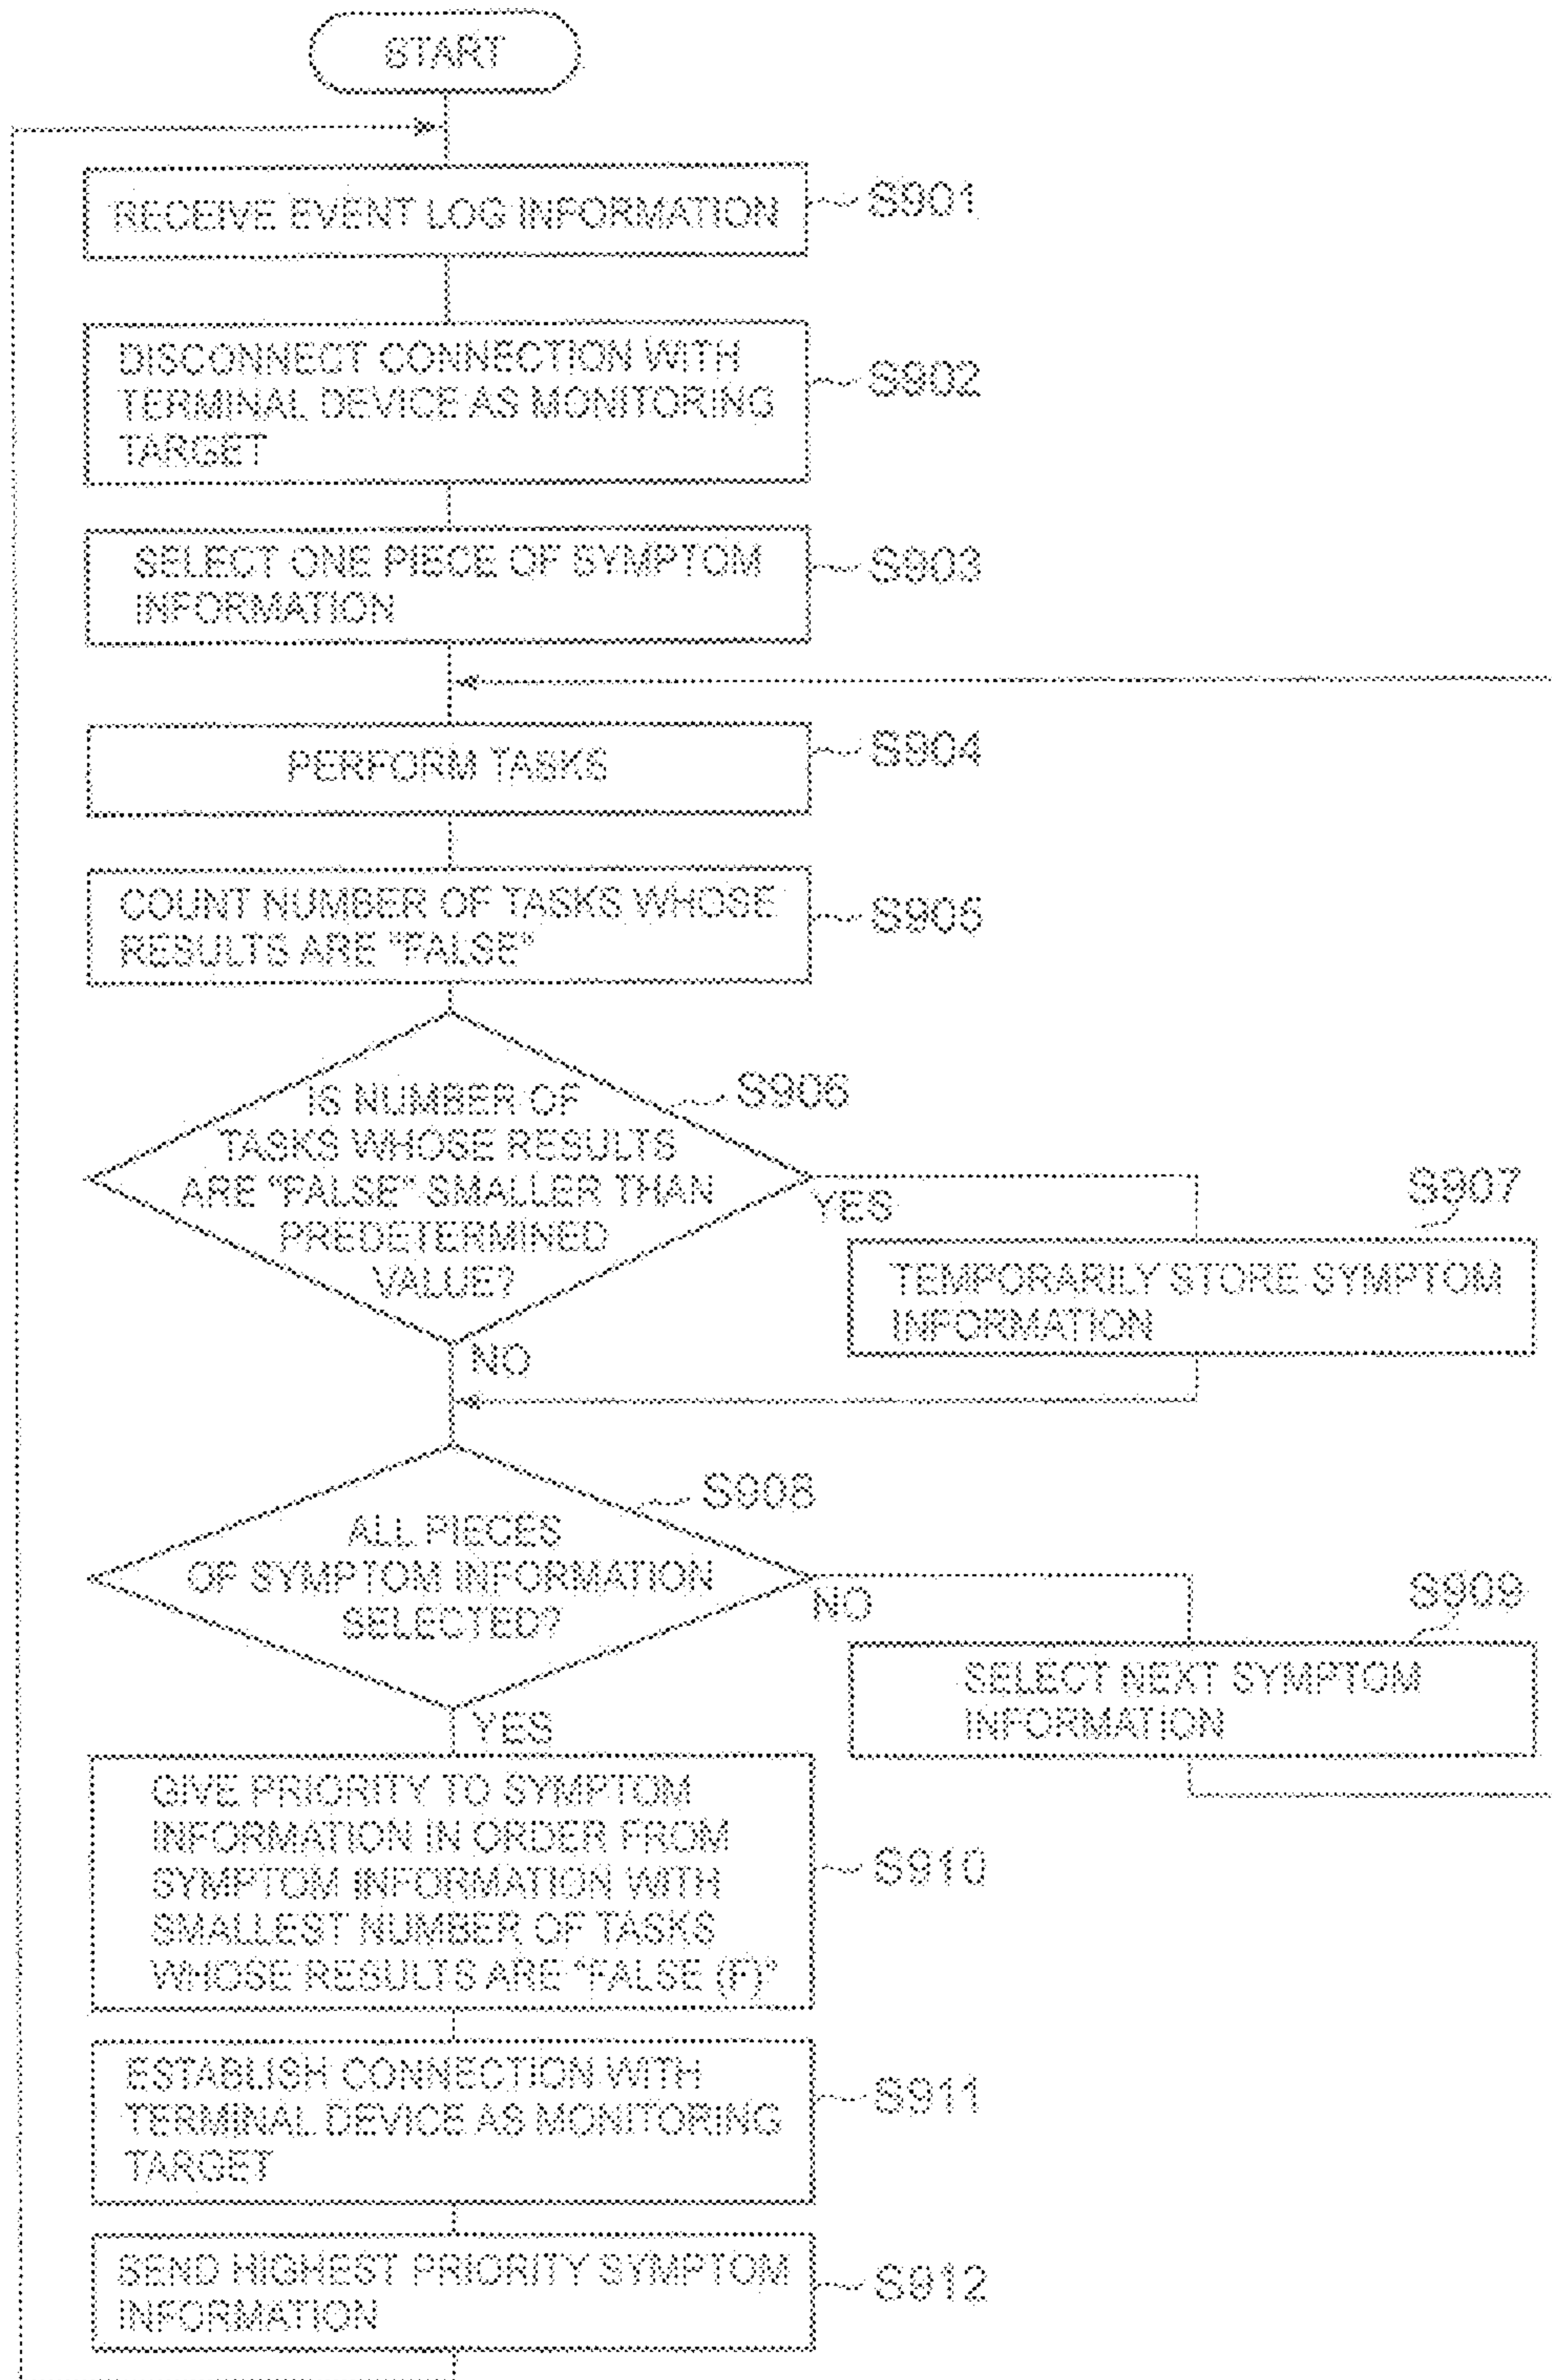 START
RECEIVE EVENT LOG INFORMATION
S901
DISCONNECT CONNECTION WITH
TERMINAL DEVICE AS MONITORING
TARGET
S902
SELECT ONE PIECE OF SYMPTOM
INFORMATION
S903
PERFORM TASKS
S904
COUNT NUMBER OF TASKS WHOSE
RESULTS ARE "FALSE"
S905
IS NUMBER OF
TASKS WHOSE RESULTS
ARE "FALSE" SMALLER THAN
PREDETERMINED
VALUE?
S906
YES
S907
TEMPORARILY STORE SYMPTOM
INFORMATION
NO
ALL PIECES
OF SYMPTOM INFORMATION
SELECTED?
S908
NO
S909
SELECT NEXT SYMPTOM
INFORMATION
YES
GIVE PRIORITY TO SYMPTOM
INFORMATION IN ORDER FROM
SYMPTOM INFORMATION WITH
SMALLEST NUMBER OF TASKS
WHOSE RESULTS ARE "FALSE (F)"
S910
ESTABLISH CONNECTION WITH
TERMINAL DEVICE AS MONITORING
TARGET
S911
SEND HIGHEST PRIORITY SYMPTOM
INFORMATION
S912